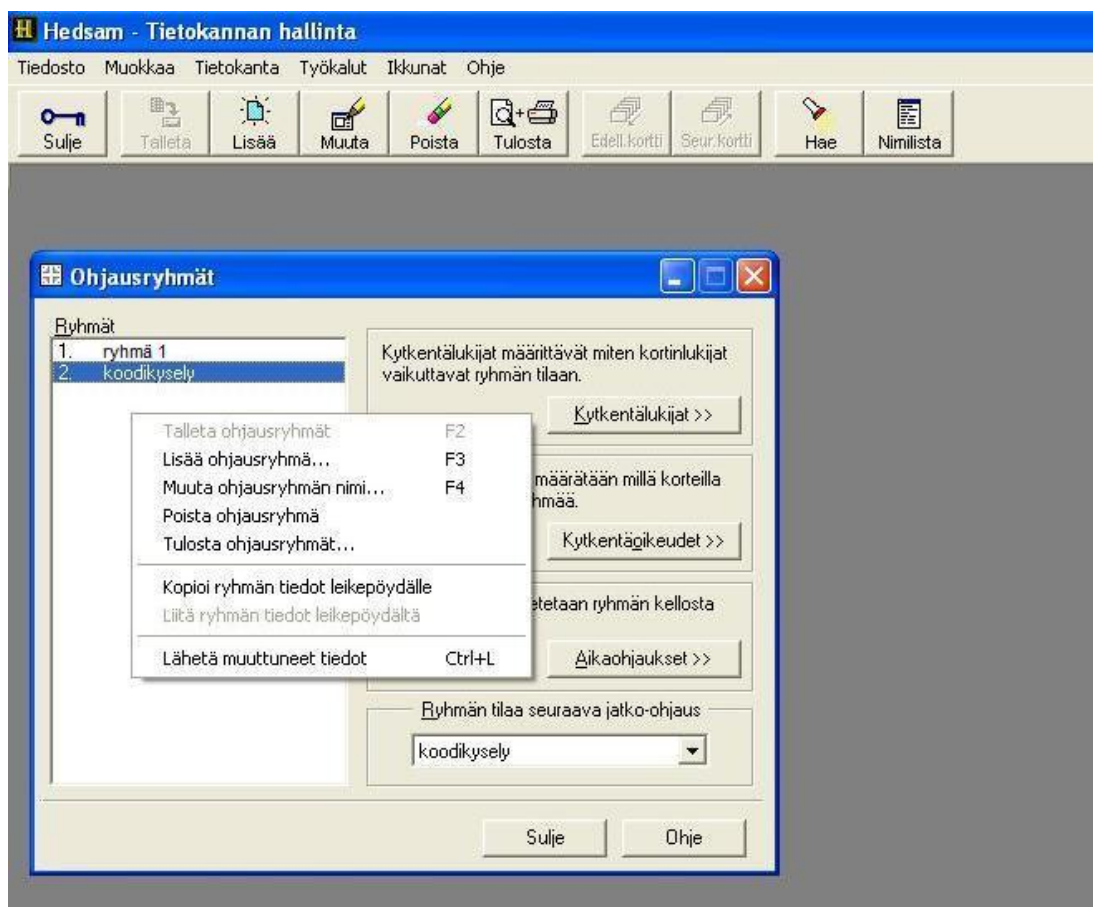 Hedsam - Tietokannan hallinta
Tiedosto Muokkaa Tietokanta Työkalut Ikkunat Ohje
Sulje Talleta Lisää Muuta Poista Tulosta Edell.kortti Seur.kortti Hae Nimilista
Ohjausryhmät
Ryhmät
1. ryhmä 1
2. koodikysely
Kytkentälukijat määrittävät miten kortinlukijat
vaikuttavat ryhmän tilaan.
Kytkentälukijat >>
Talleta ohjausryhmät F2
Lisää ohjausryhmä... F3
Muuta ohjausryhmän nimi... F4
Poista ohjausryhmä
Tulosta ohjausryhmät...
Kopioi ryhmän tiedot leikepöydälle
Liitä ryhmän tiedot leikepöydältä
Lähetä muuttuneet tiedot Ctrl+L
määrätään millä korteilla
hmää.
Kytkentäoikeudet >>
etetaan ryhmän kellosta
Aikaohjaukset >>
Ryhmän tilaa seuraava jatko-ohjaus
koodikysely
Sulje Ohje